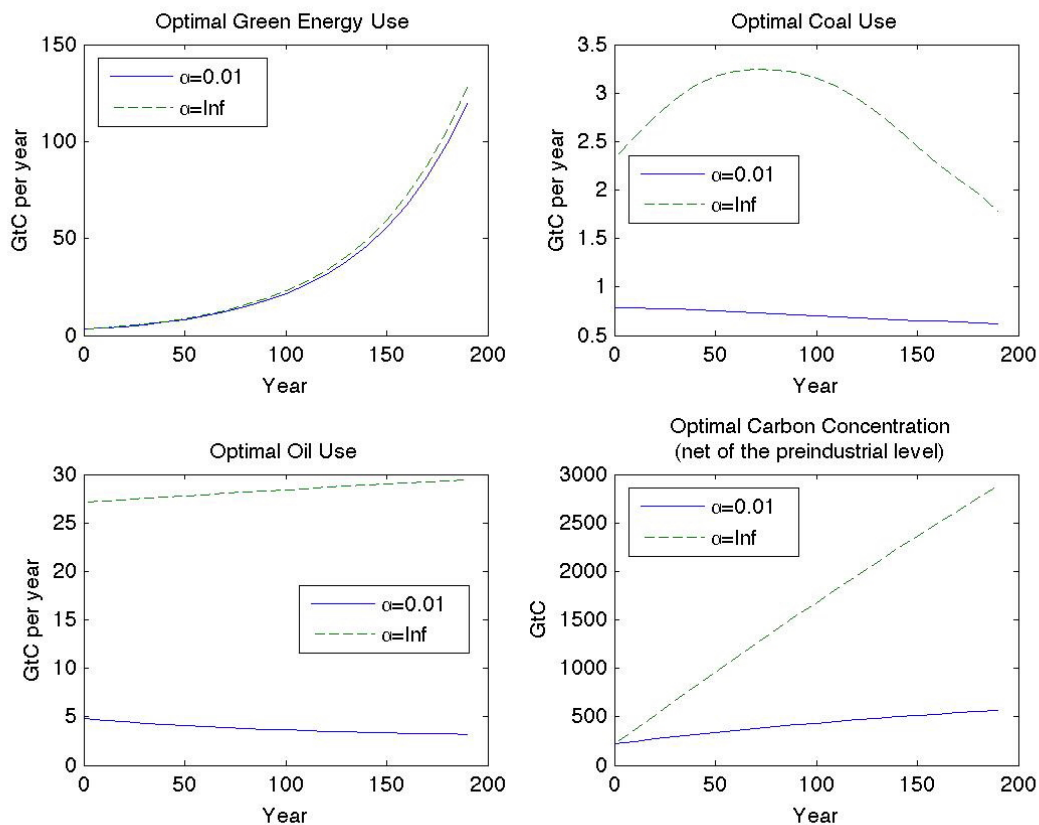 Optimal Green Energy Use
150
100
50
0
GtC per year
α=0.01
α=Inf
0 50 100 150 200
Year
Optimal Coal Use
3.5
3
2.5
2
1.5
1
0.5
GtC per year
α=0.01
α=Inf
0 50 100 150 200
Year
Optimal Oil Use
30
25
20
15
10
5
0
GtC per year
α=0.01
α=Inf
0 50 100 150 200
Year
Optimal Carbon Concentration
(net of the preindustrial level)
3000
2500
2000
1500
1000
500
0
GtC
α=0.01
α=Inf
0 50 100 150 200
Year